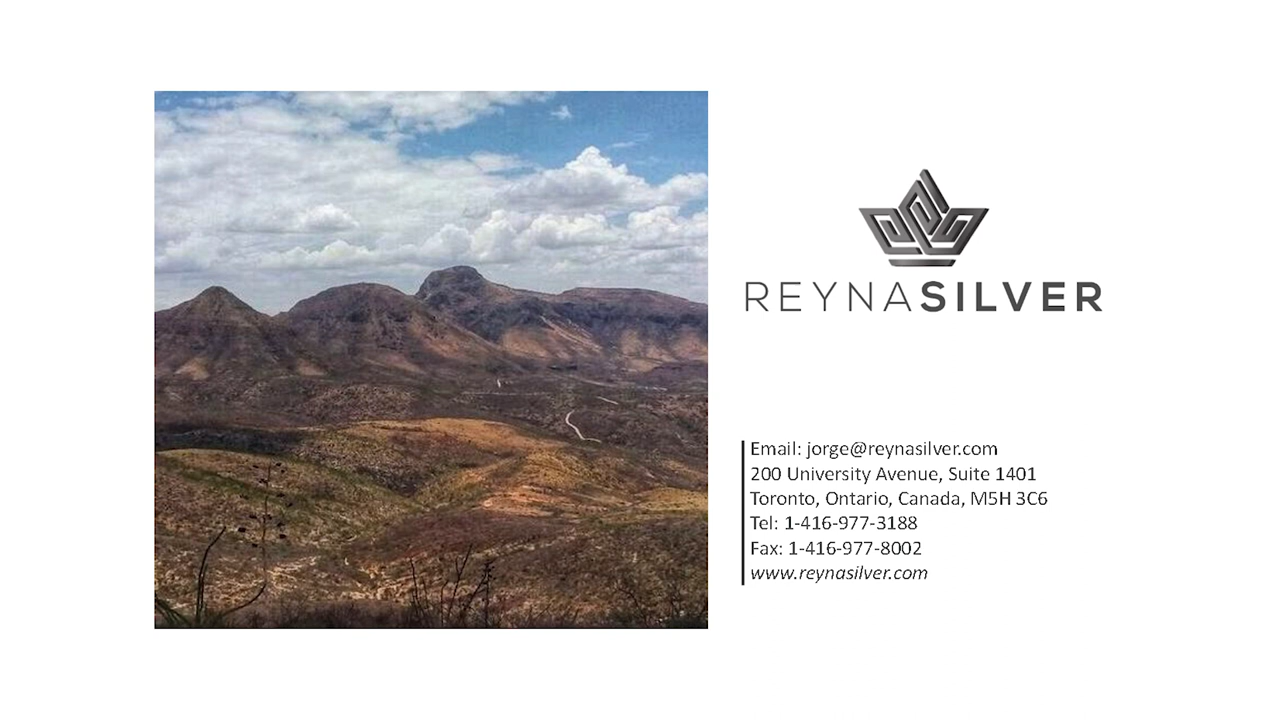 REYNASILVER
Email: jorge@reynasilver.com
200 University Avenue, Suite 1401
Toronto, Ontario, Canada, M5H 3C6
Tel: 1-416-977-3188
Fax: 1-416-977-8002
www.reynasilver.com